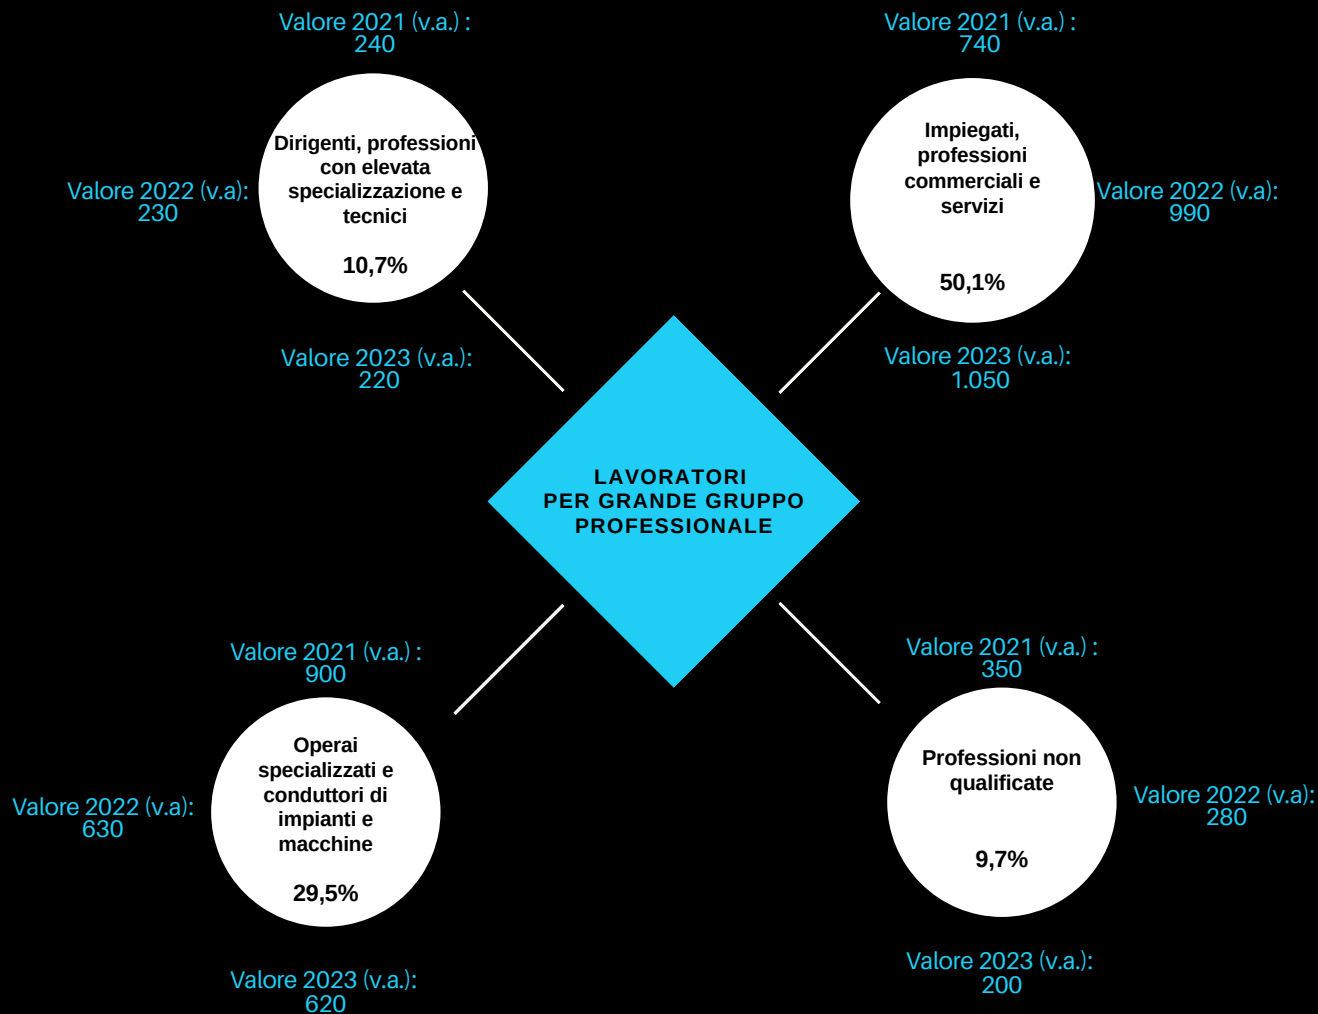 Valore 2021 (v.a.) :
240
Dirigenti, professioni
con elevata
specializzazione e
tecnici
10,7%
Valore 2022 (v.a):
230
Valore 2023 (v.a.):
220
Valore 2021 (v.a.) :
740
Impiegati,
professioni
commerciali e
servizi
50,1%
Valore 2022 (v.a):
990
Valore 2023 (v.a.):
1.050
LAVORATORI
PER GRANDE GRUPPO
PROFESSIONALE
Valore 2021 (v.a.) :
900
Operai
specializzati e
conduttori di
impianti e
macchine
29,5%
Valore 2022 (v.a):
630
Valore 2023 (v.a.):
620
Valore 2021 (v.a.) :
350
Professioni non
qualificate
9,7%
Valore 2022 (v.a):
280
Valore 2023 (v.a.):
200